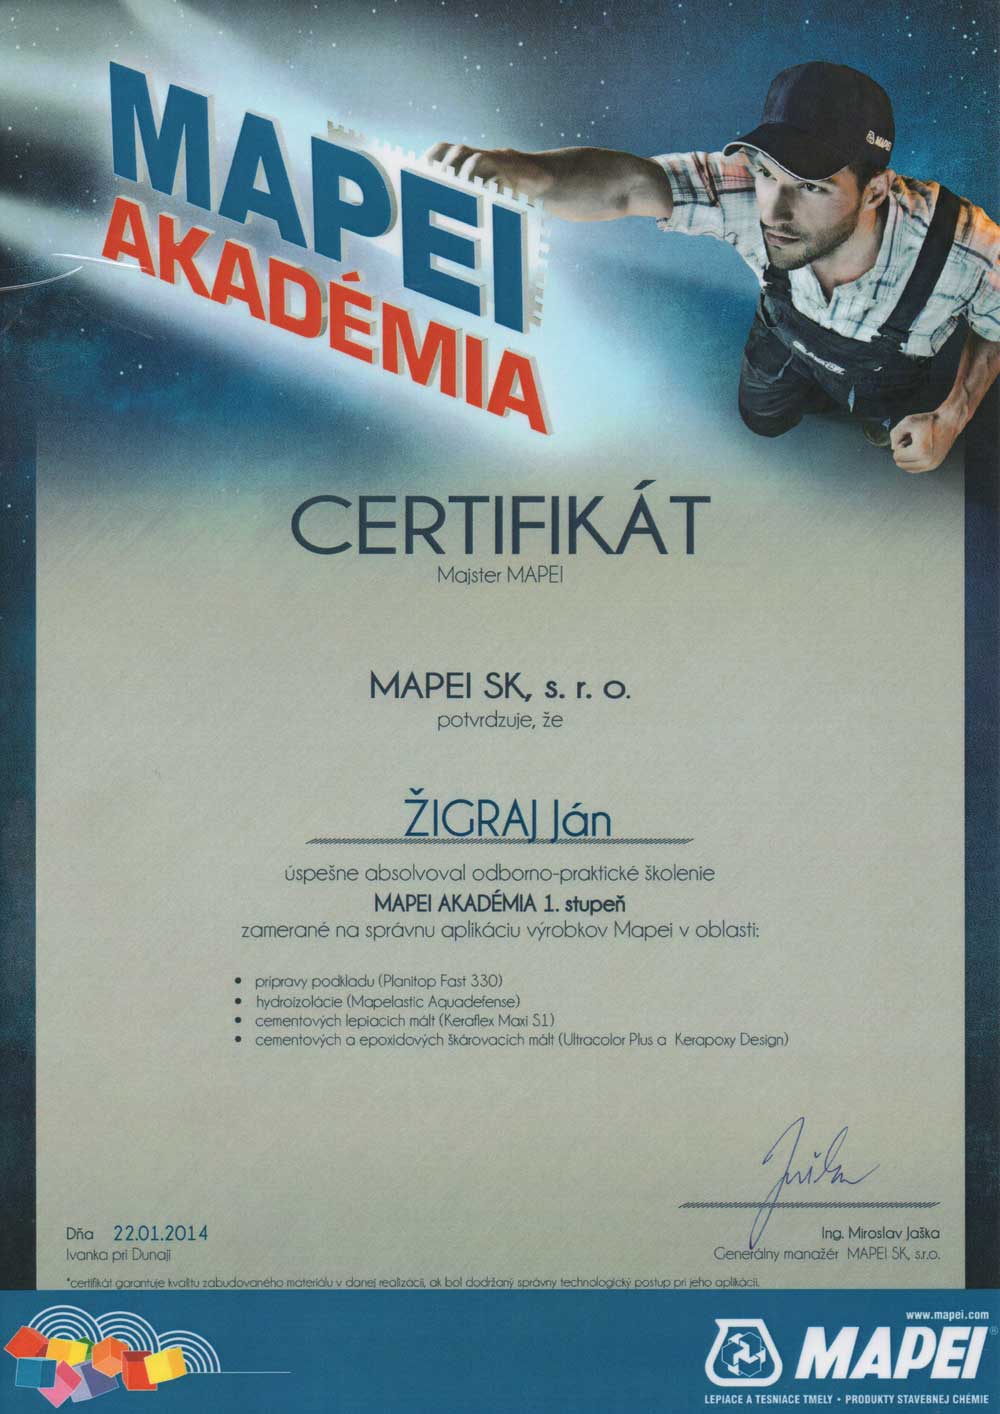 MAPEI
AKADÉMIA
MAPEI
CERTIFIKÁT
Majster MAPEI
MAPEI SK, s. r. o.
potvrdzuje, že
ŽIGRAJ Ján
úspešne absolvoval odborno-praktické školenie
MAPEI AKADÉMIA 1. stupeň
zamerané na správnu aplikáciu výrobkov Mapei v oblasti:
• prípravy podkladu (Planitop Fast 330)
• hydroizolácie (Mapelastic Aquadefense)
• cementových lepiacich mált (Keraflex Maxi S1)
• cementových a epoxidových škárovacích mált (Ultracolor Plus a Kerapoxy Design)
Dňa 22.01.2014
Ivanka pri Dunaji
Ing. Miroslav Jaška
Generálny manažér MAPEI SK, s.r.o.
*certifikát garantuje kvalitu zabudovaného materiálu v danej realizácii, ak bol dodržaný správny technologický postup pri jeho aplikácii.
www.mapei.com
MAPEI®
LEPIACE A TESNIACE TMELY • PRODUKTY STAVEBNEJ CHÉMIE